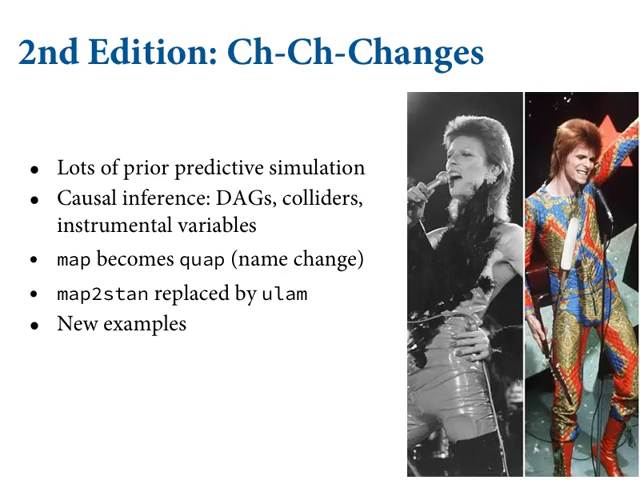 2nd Edition: Ch-Ch-Changes
• Lots of prior predictive simulation
• Causal inference: DAGs, colliders,
instrumental variables
• map becomes quap (name change)
• map2stan replaced by ulam
• New examples